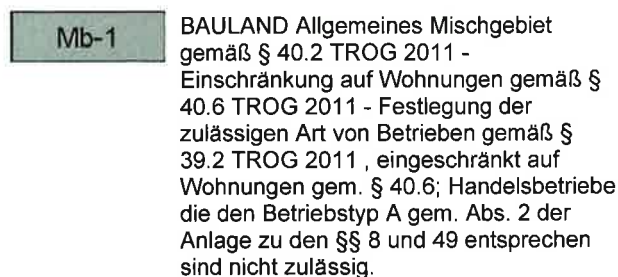 Mb-1
BAULAND Allgemeines Mischgebiet
gemäß § 40.2 TROG 2011 -
Einschränkung auf Wohnungen gemäß §
40.6 TROG 2011 - Festlegung der
zulässigen Art von Betrieben gemäß §
39.2 TROG 2011 , eingeschränkt auf
Wohnungen gem. § 40.6; Handelsbetriebe
die den Betriebstyp A gem. Abs. 2 der
Anlage zu den §§ 8 und 49 entsprechen
sind nicht zulässig.